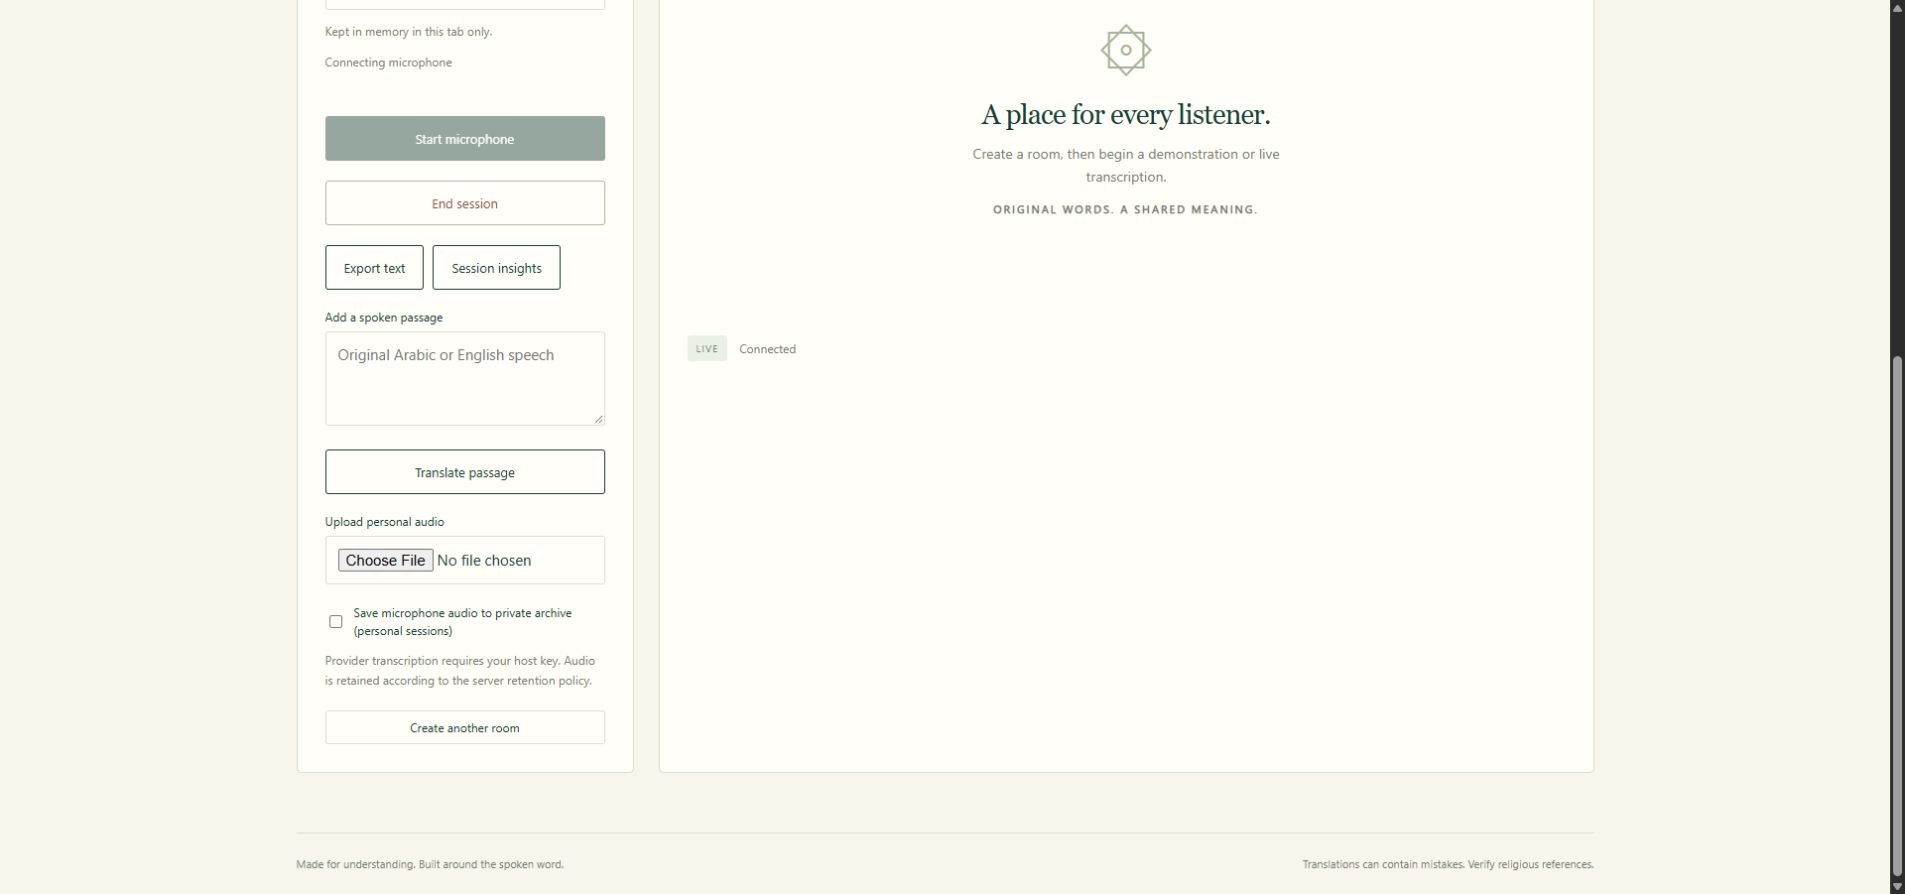 Kept in memory in this tab only.
Connecting microphone
Start microphone
End session
Export text
Session insights
Add a spoken passage
Original Arabic or English speech
Translate passage
Upload personal audio
Choose File No file chosen
Save microphone audio to private archive
(personal sessions)
Provider transcription requires your host key. Audio
is retained according to the server retention policy.
Create another room
A place for every listener.
Create a room, then begin a demonstration or live
transcription.
ORIGINAL WORDS. A SHARED MEANING.
LIVE Connected
Made for understanding. Built around the spoken word.
Translations can contain mistakes. Verify religious references.